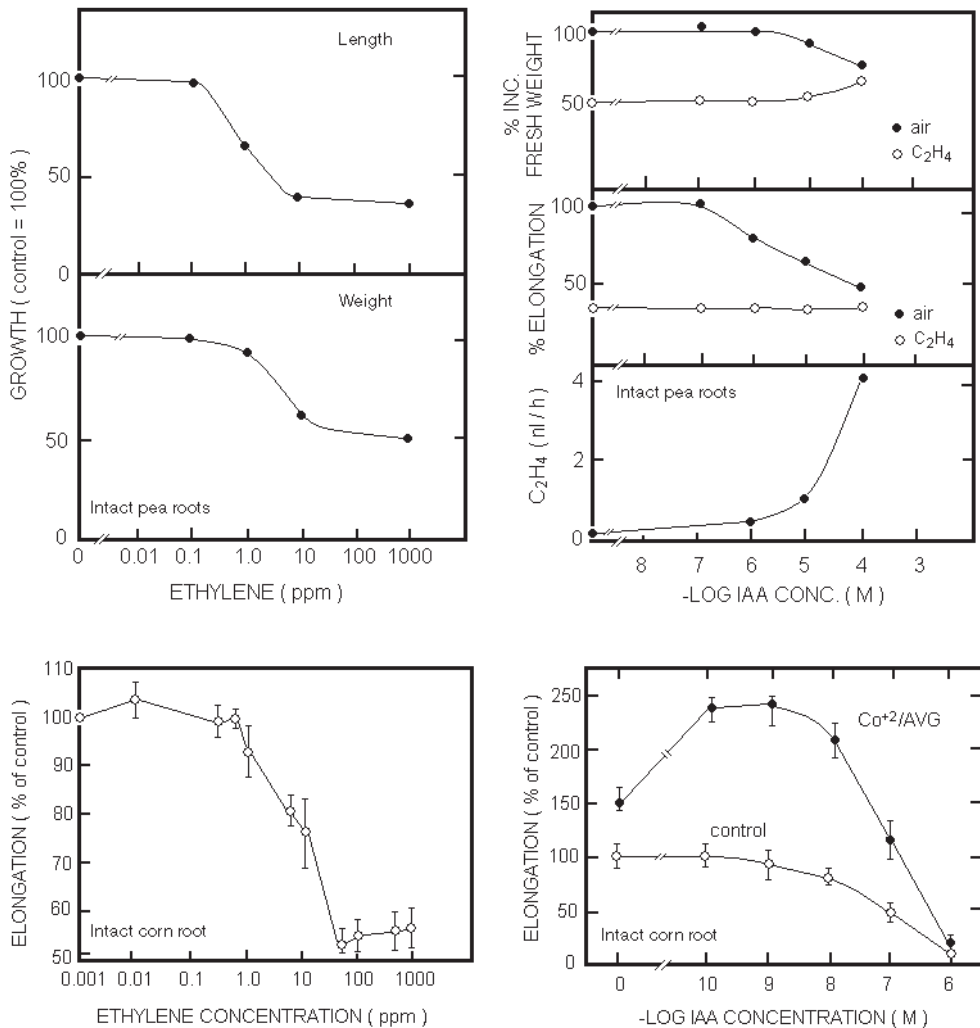 GROWTH ( control = 100% )
Length
100
50
0
Weight
100
50
0
Intact pea roots
0 0.01 0.1 1.0 10 100 1000
ETHYLENE ( ppm )
% INC.
FRESH WEIGHT
100
50
air
C₂H₄
% ELONGATION
100
50
air
C₂H₄
C₂H₄ ( nl / h )
Intact pea roots
4
2
0
8 7 6 5 4 3
-LOG IAA CONC. ( M )
ELONGATION ( % of control )
110
100
90
80
70
60
50
Intact corn root
0.001 0.01 0.1 1.0 10 100 1000
ETHYLENE CONCENTRATION ( ppm )
ELONGATION ( % of control )
250
200
150
100
50
0
Co⁺²/AVG
control
Intact corn root
0 10 9 8 7 6
-LOG IAA CONCENTRATION ( M )